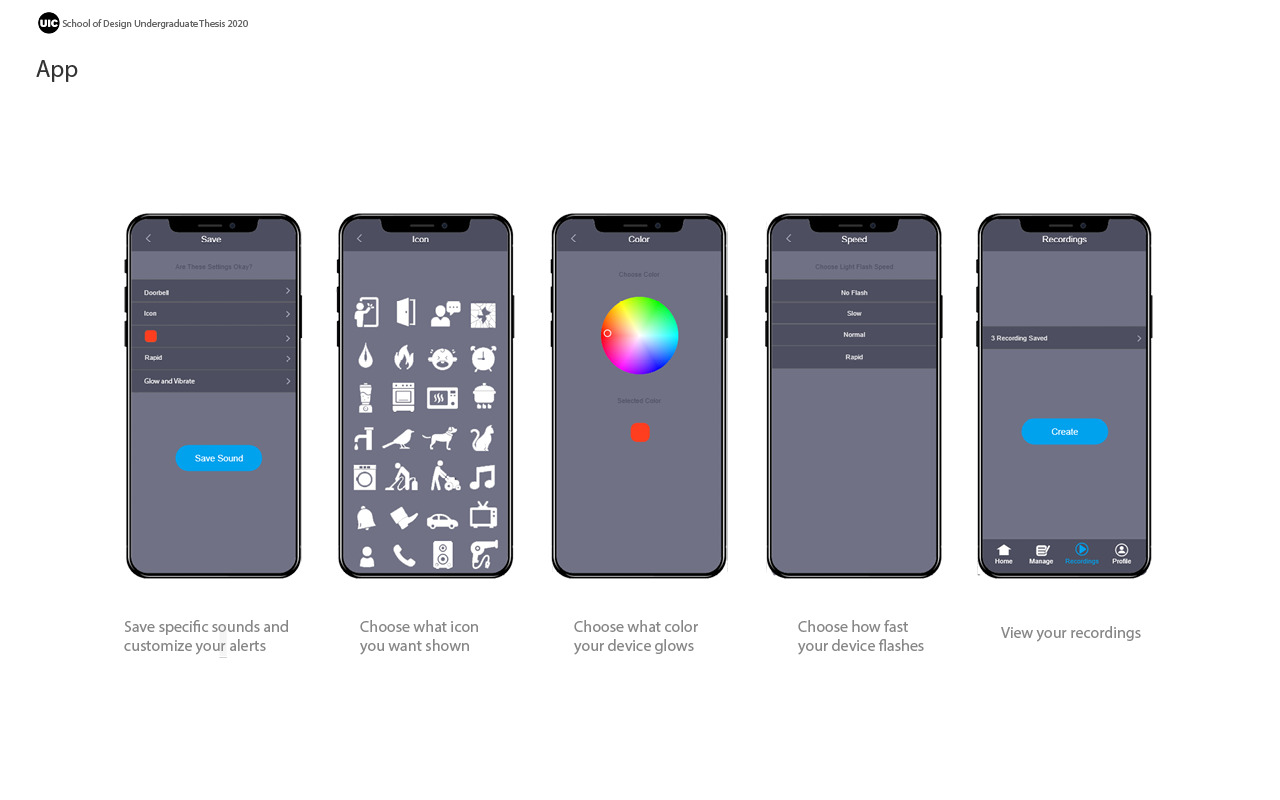 UIC School of Design Undergraduate Thesis 2020
App
Save
Are These Settings Okay?
Doorbell
Icon
Rapid
Glow and Vibrate
Save Sound
Icon
Color
Choose Color
Selected Color
Speed
Choose Light Flash Speed
No Flash
Slow
Normal
Rapid
Recordings
3 Recording Saved
Create
Home Manage Recordings Profile
Save specific sounds and
customize your alerts
Choose what icon
you want shown
Choose what color
your device glows
Choose how fast
your device flashes
View your recordings